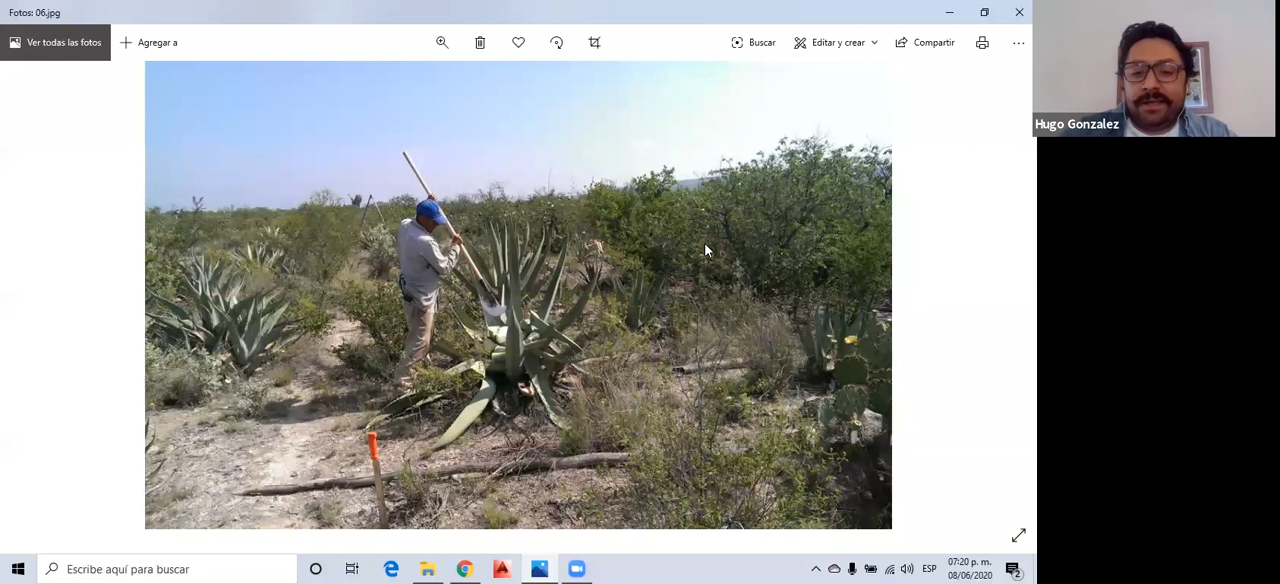 Fotos: 06.jpg
Ver todas las fotos
Agregar a
Buscar
Editar y crear
Compartir
Hugo Gonzalez
Escribe aquí para buscar
ESP
07:20 p. m.
08/06/2020
2